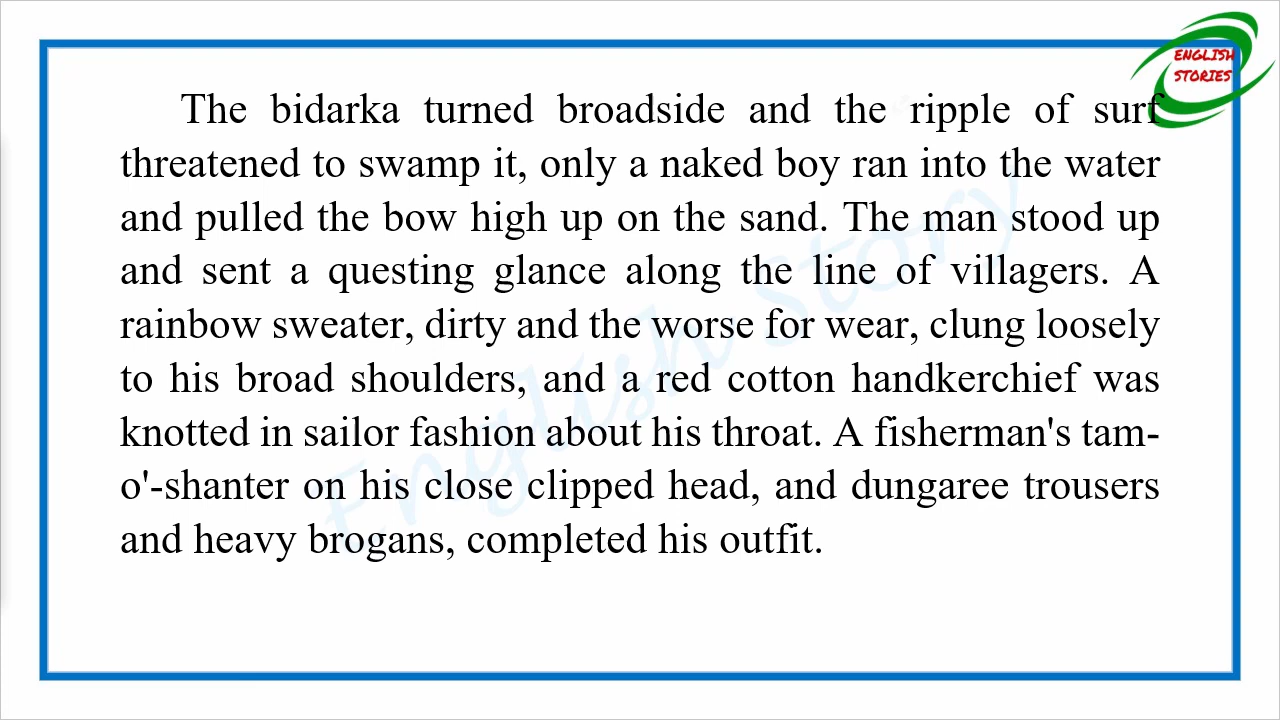 ENGLISH
STORIES
The bidarka turned broadside and the ripple of surf
threatened to swamp it, only a naked boy ran into the water
and pulled the bow high up on the sand. The man stood up
and sent a questing glance along the line of villagers. A
rainbow sweater, dirty and the worse for wear, clung loosely
to his broad shoulders, and a red cotton handkerchief was
knotted in sailor fashion about his throat. A fisherman's tam-
o'-shanter on his close clipped head, and dungaree trousers
and heavy brogans, completed his outfit.
English Story